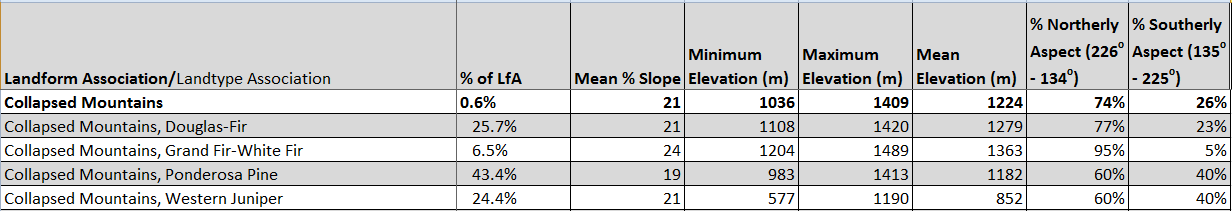 Landform Association/Landtype Association % of LfA Mean % Slope Minimum Elevation (m) Maximum Elevation (m) Mean Elevation (m) % Northerly Aspect (226° - 134°) % Southerly Aspect (135° - 225°)
Collapsed Mountains 0.6% 21 1036 1409 1224 74% 26%
Collapsed Mountains, Douglas-Fir 25.7% 21 1108 1420 1279 77% 23%
Collapsed Mountains, Grand Fir-White Fir 6.5% 24 1204 1489 1363 95% 5%
Collapsed Mountains, Ponderosa Pine 43.4% 19 983 1413 1182 60% 40%
Collapsed Mountains, Western Juniper 24.4% 21 577 1190 852 60% 40%